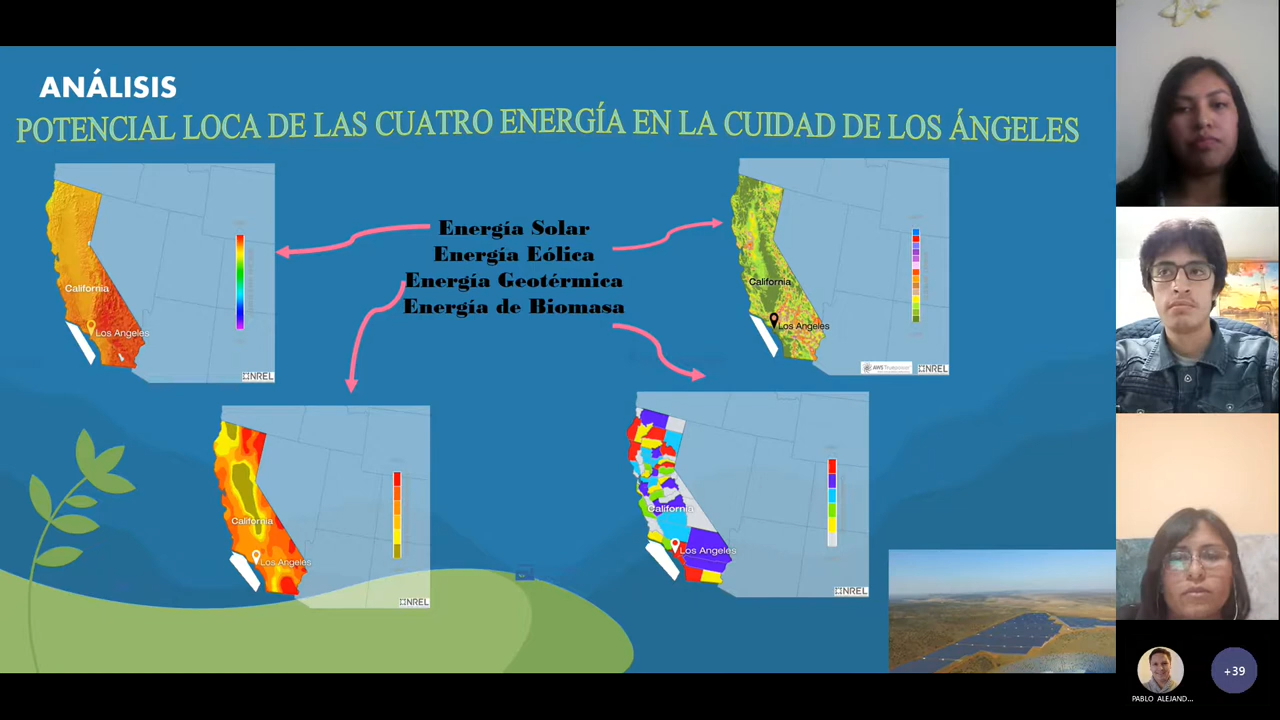 ANÁLISIS
POTENCIAL LOCA DE LAS CUATRO ENERGÍA EN LA CUIDAD DE LOS ÁNGELES
Energía Solar
Energía Eólica
Energía Geotérmica
Energía de Biomasa
California
Los Angeles
NREL
California
Los Angeles
AWS Truepower
NREL
California
Los Angeles
NREL
California
Los Angeles
NREL
PABLO ALEJAND...
+39